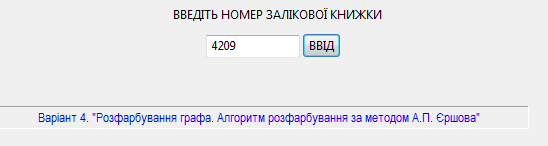 ВВЕДІТЬ НОМЕР ЗАЛІКОВОЇ КНИЖКИ
4209 ВВІД
Варіант 4. "Розфарбування графа. Алгоритм розфарбування за методом А.П. Єршова"